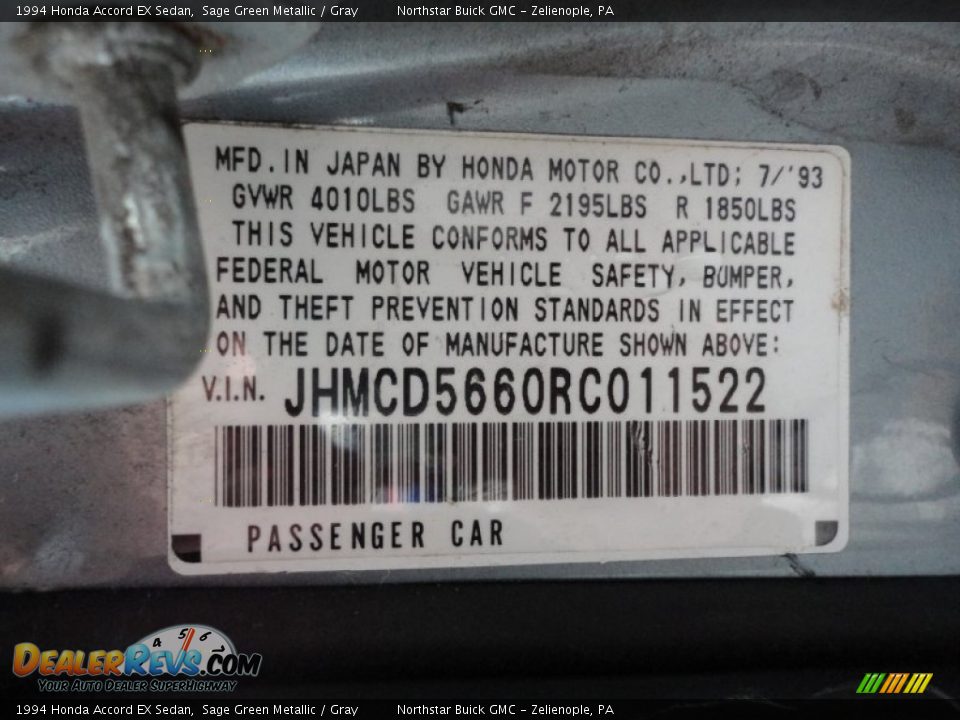 1994 Honda Accord EX Sedan, Sage Green Metallic / Gray Northstar Buick GMC - Zelienople, PA
MFD.IN JAPAN BY HONDA MOTOR CO.,LTD; 7/'93
GVWR 4010LBS GAWR F 2195LBS R 1850LBS
THIS VEHICLE CONFORMS TO ALL APPLICABLE
FEDERAL MOTOR VEHICLE SAFETY, BUMPER,
AND THEFT PREVENTION STANDARDS IN EFFECT
ON THE DATE OF MANUFACTURE SHOWN ABOVE:
V.I.N. JHMCD5660RC011522
PASSENGER CAR
4 5 6
DEALERREVS.COM
YOUR AUTO DEALER SUPERHIGHWAY
1994 Honda Accord EX Sedan, Sage Green Metallic / Gray Northstar Buick GMC - Zelienople, PA